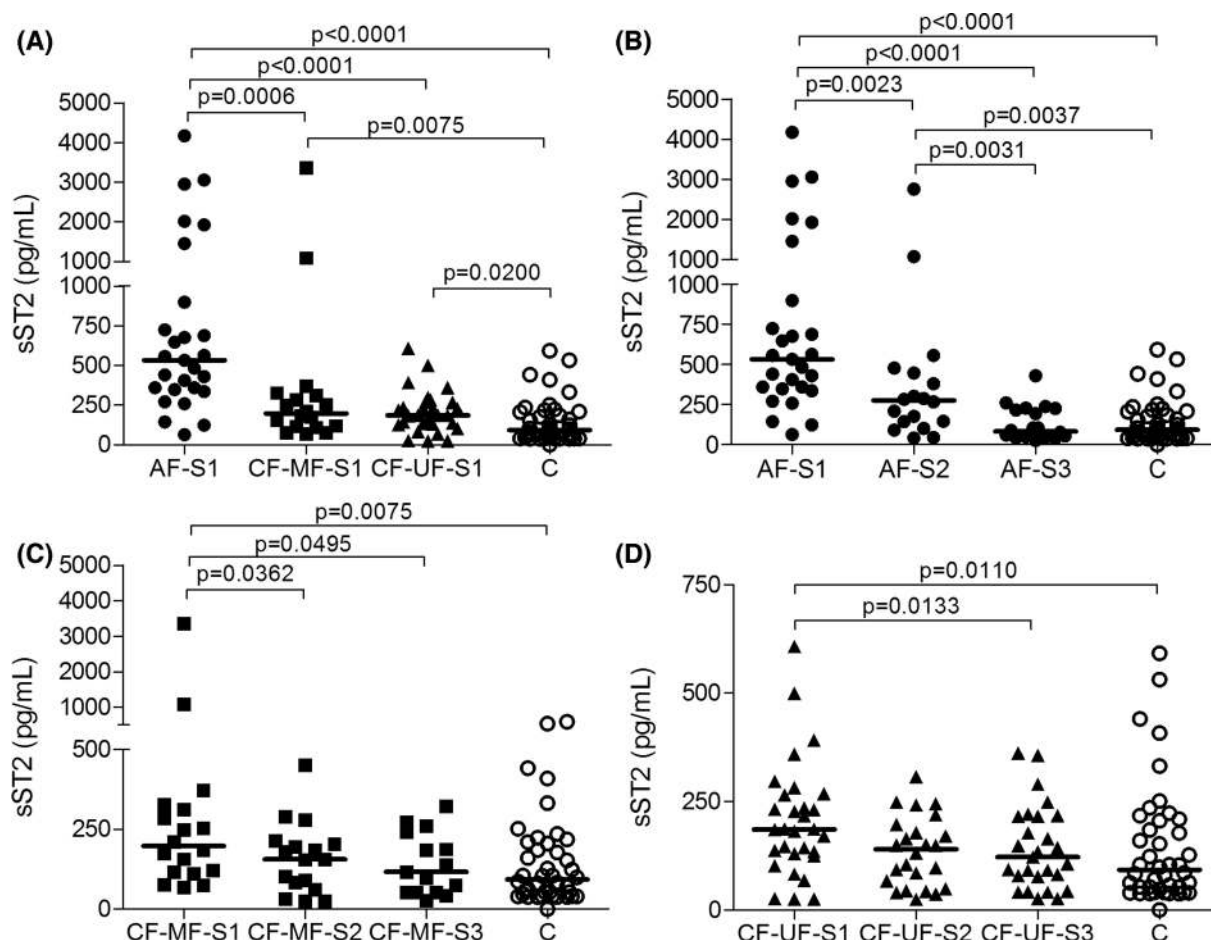 (A)
p<0.0001
p<0.0001
p=0.0006
p=0.0075
p=0.0200
sST2 (pg/mL)
5000
4000
3000
2000
1000
1000
750
500
250
0
AF-S1 CF-MF-S1 CF-UF-S1 C
(B)
p<0.0001
p<0.0001
p=0.0023
p=0.0037
p=0.0031
sST2 (pg/mL)
5000
4000
3000
2000
1000
1000
750
500
250
0
AF-S1 AF-S2 AF-S3 C
(C)
p=0.0075
p=0.0495
p=0.0362
sST2 (pg/mL)
5000
4000
3000
2000
1000
500
250
0
CF-MF-S1 CF-MF-S2 CF-MF-S3 C
(D)
p=0.0110
p=0.0133
sST2 (pg/mL)
750
500
250
0
CF-UF-S1 CF-UF-S2 CF-UF-S3 C